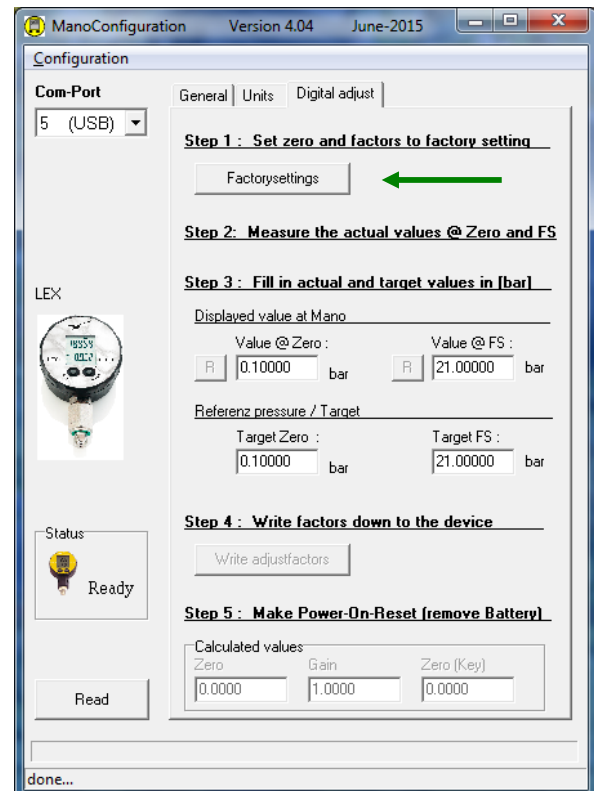 ManoConfiguration Version 4.04 June-2015
Configuration
Com-Port
5 (USB)
General Units Digital adjust
Step 1 : Set zero and factors to factory setting
Factorysettings
Step 2: Measure the actual values @ Zero and FS
LEX
Step 3 : Fill in actual and target values in [bar]
Displayed value at Mano
Value @ Zero : Value @ FS :
R 0.10000 bar R 21.00000 bar
Referenz pressure / Target
Target Zero : Target FS :
0.10000 bar 21.00000 bar
Step 4 : Write factors down to the device
Status
Write adjustfactors
Ready
Step 5 : Make Power-On-Reset (remove Battery)
Calculated values
Zero Gain Zero (Key)
0.0000 1.0000 0.0000
Read
done...